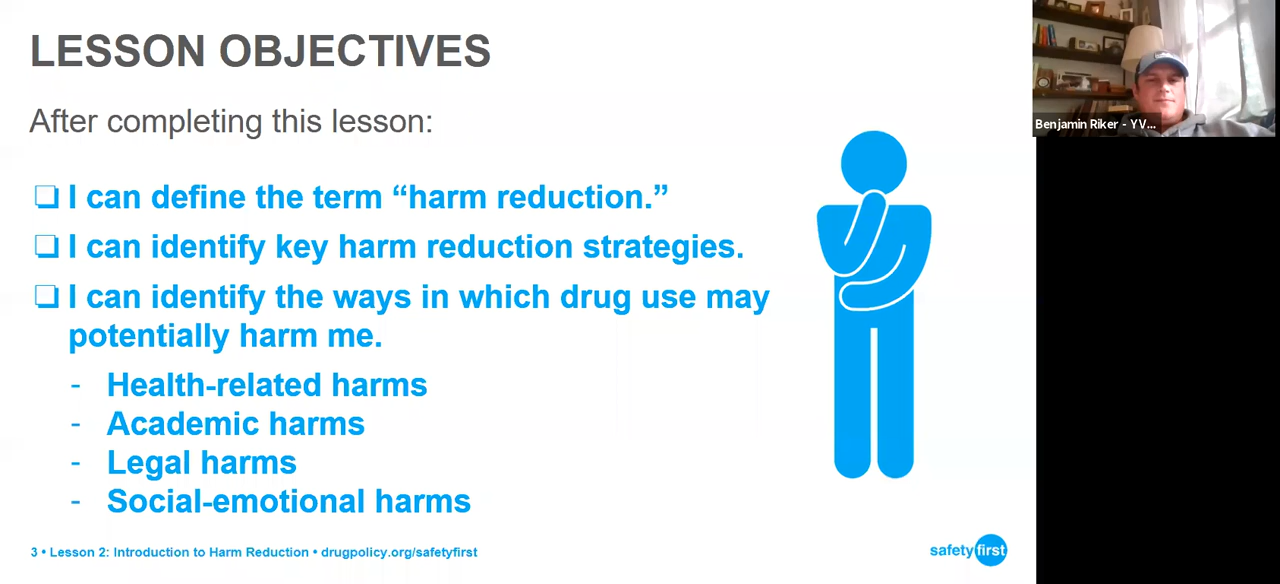 LESSON OBJECTIVES
After completing this lesson:
❏ I can define the term “harm reduction.”
❏ I can identify key harm reduction strategies.
❏ I can identify the ways in which drug use may
potentially harm me.
- Health-related harms
- Academic harms
- Legal harms
- Social-emotional harms
3 • Lesson 2: Introduction to Harm Reduction • drugpolicy.org/safetyfirst
safety first
Benjamin Riker - YV...